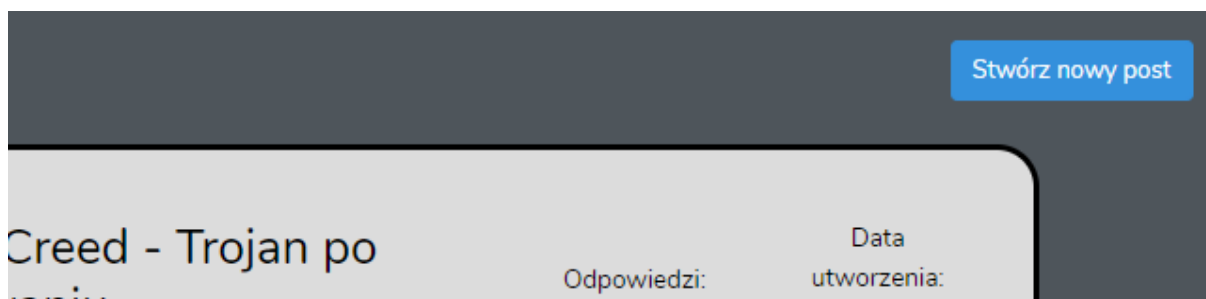 Stwórz nowy post
Creed - Trojan po
Data
Odpowiedzi:
utworzenia: